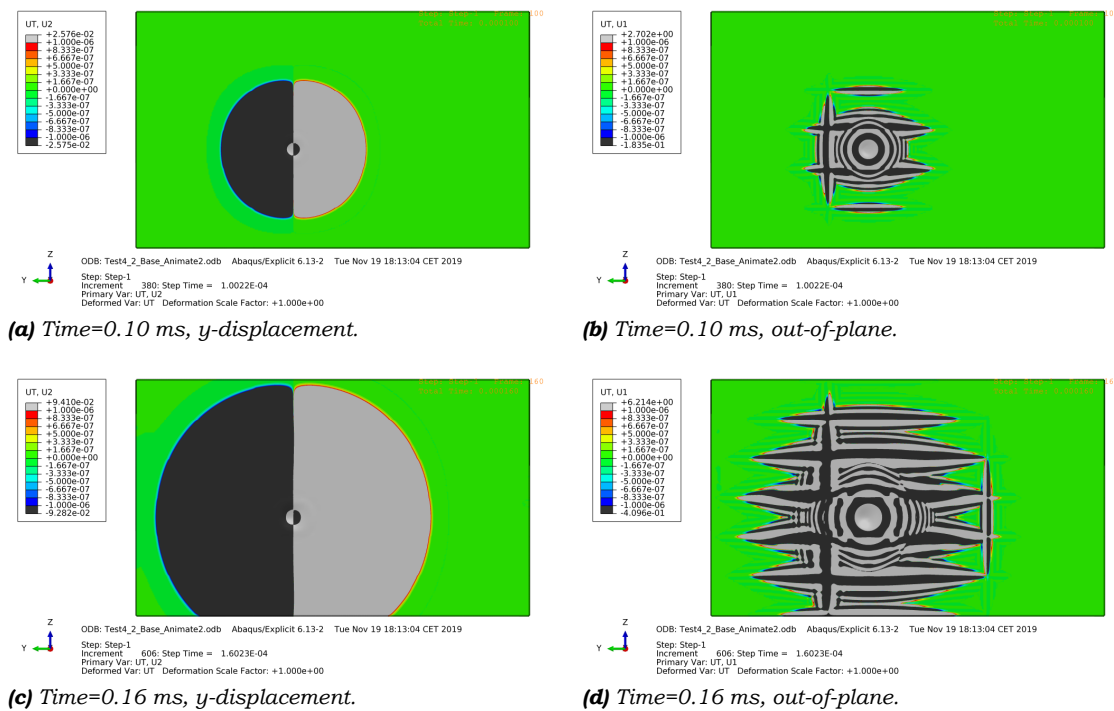 UT, U2
+2.576e-02
+1.000e-06
+8.333e-07
+6.667e-07
+5.000e-07
+3.333e-07
+1.667e-07
+0.000e+00
-1.667e-07
-3.333e-07
-5.000e-07
-6.667e-07
-8.333e-07
-1.000e-06
-2.575e-02
Z
Y
ODB: Test4_2_Base_Animate2.odb Abaqus/Explicit 6.13-2 Tue Nov 19 18:13:04 CET 2019
Step: Step-1
Increment 380: Step Time = 1.0022E-04
Primary Var: UT, U2
Deformed Var: UT Deformation Scale Factor: +1.000e+00
(a) Time=0.10 ms, y-displacement.
UT, U1
+2.702e+00
+1.000e-06
+8.333e-07
+6.667e-07
+5.000e-07
+3.333e-07
+1.667e-07
+0.000e+00
-1.667e-07
-3.333e-07
-5.000e-07
-6.667e-07
-8.333e-07
-1.000e-06
-1.835e-01
Z
Y
ODB: Test4_2_Base_Animate2.odb Abaqus/Explicit 6.13-2 Tue Nov 19 18:13:04 CET 2019
Step: Step-1
Increment 380: Step Time = 1.0022E-04
Primary Var: UT, U1
Deformed Var: UT Deformation Scale Factor: +1.000e+00
(b) Time=0.10 ms, out-of-plane.
UT, U2
+9.410e-02
+1.000e-06
+8.333e-07
+6.667e-07
+5.000e-07
+3.333e-07
+1.667e-07
+0.000e+00
-1.667e-07
-3.333e-07
-5.000e-07
-6.667e-07
-8.333e-07
-1.000e-06
-9.282e-02
Z
Y
ODB: Test4_2_Base_Animate2.odb Abaqus/Explicit 6.13-2 Tue Nov 19 18:13:04 CET 2019
Step: Step-1
Increment 606: Step Time = 1.6023E-04
Primary Var: UT, U2
Deformed Var: UT Deformation Scale Factor: +1.000e+00
(c) Time=0.16 ms, y-displacement.
UT, U1
+6.214e+00
+1.000e-06
+8.333e-07
+6.667e-07
+5.000e-07
+3.333e-07
+1.667e-07
+0.000e+00
-1.667e-07
-3.333e-07
-5.000e-07
-6.667e-07
-8.333e-07
-1.000e-06
-4.096e-01
Z
Y
ODB: Test4_2_Base_Animate2.odb Abaqus/Explicit 6.13-2 Tue Nov 19 18:13:04 CET 2019
Step: Step-1
Increment 606: Step Time = 1.6023E-04
Primary Var: UT, U1
Deformed Var: UT Deformation Scale Factor: +1.000e+00
(d) Time=0.16 ms, out-of-plane.